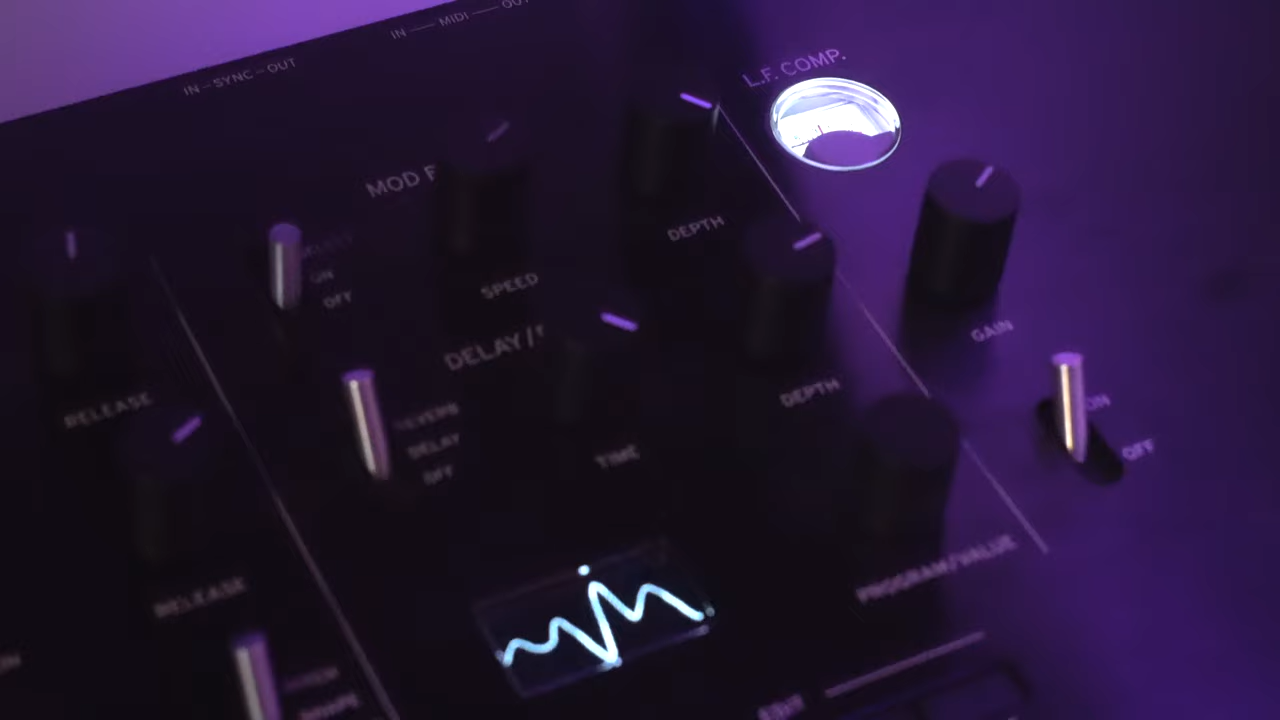 IN – SYNC – OUT
IN — MIDI — OUT
L.F. COMP.
MOD
ON
OFF
SPEED
DEPTH
GAIN
RELEASE
DELAY /
REVERB
DELAY
OFF
TIME
DEPTH
ON
OFF
RELEASE
PROGRAM/VALUE
EDIT